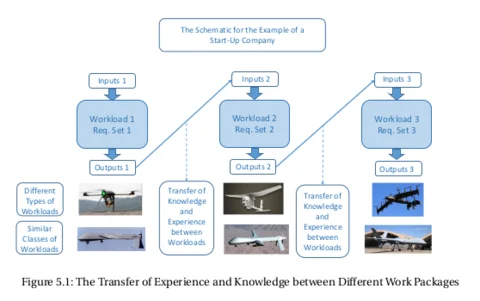 The Schematic for the Example of a
Start-Up Company
Inputs 1
Inputs 2
Inputs 3
Workload 1
Req. Set 1
Workload 2
Req. Set 2
Workload 3
Req. Set 3
Outputs 1
Outputs 2
Outputs 3
Different
Types of
Workloads
Transfer of
Knowledge
and
Experience
between
Workloads
Transfer of
Knowledge
and
Experience
between
Workloads
Similar
Classes of
Workloads
Figure 5.1: The Transfer of Experience and Knowledge between Different Work Packages